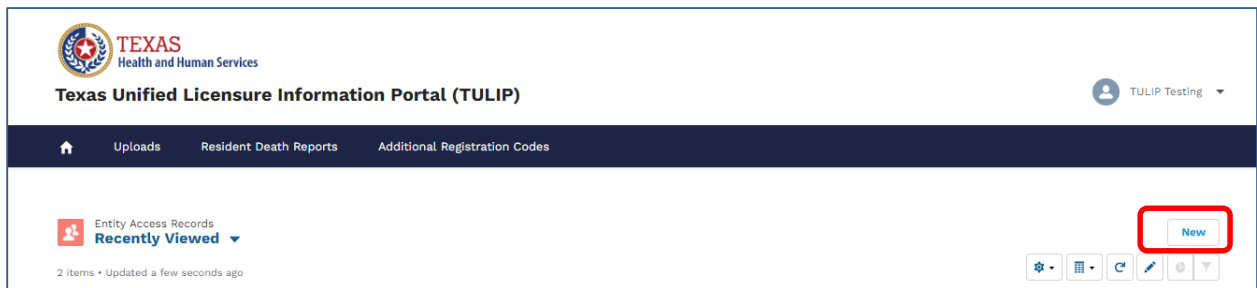 TEXAS
Health and Human Services
Texas Unified Licensure Information Portal (TULIP)
TULIP Testing
Uploads Resident Death Reports Additional Registration Codes
Entity Access Records
Recently Viewed
New
2 items • Updated a few seconds ago